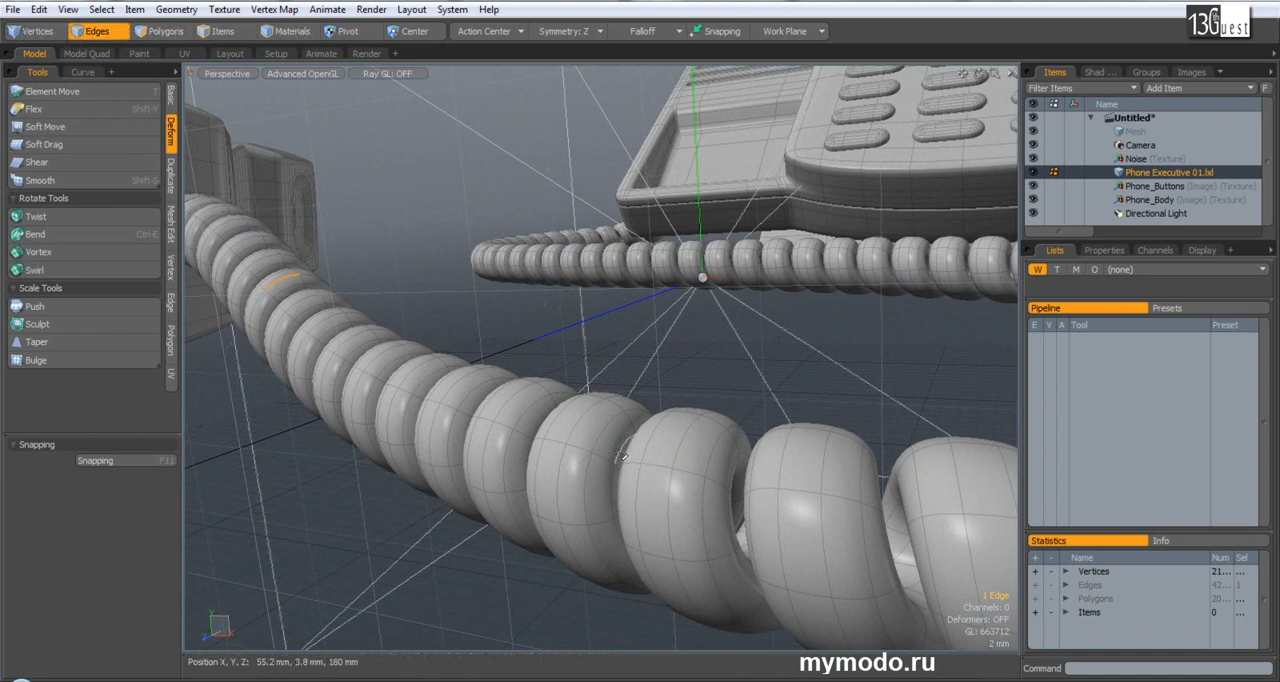 File Edit View Select Item Geometry Texture Vertex Map Animate Render Layout System Help
Vertices Edges Polygons Items Materials Pivot Center Action Center Symmetry: Z Falloff Snapping Work Plane
13Guest
Model Model Quad Paint UV Layout Setup Animate Render +
Tools Curve +
Perspective Advanced OpenGL Ray GL: OFF
Items Shad ... Groups Images
Element Move T
Flex Shift-Y
Soft Move
Soft Drag
Shear
Smooth Shift-S
Rotate Tools
Twist
Bend Ctrl-E
Vortex
Swirl
Scale Tools
Push
Sculpt
Taper
Bulge
Basic
Deform
Duplicate
Mesh Edit
Vertex
Edge
Polygon
UV
Snapping
Snapping F11
Filter Items Add Item F
Name
Untitled*
Mesh
Camera
Noise (Texture)
Phone Executive 01.lxl
Phone_Buttons (Image) (Texture)
Phone_Body (Image) (Texture)
Directional Light
Lists Properties Channels Display +
W T M O (none)
Pipeline Presets
E V A Tool Preset
Statistics Info
+ - Name Num Sel
+ - Vertices 21... ...
+ - Edges 42... 1
+ - Polygons 20... ...
+ - Items 0 ...
1 Edge
Channels: 0
Deformers: OFF
GL: 663712
2 mm
Y
Z X
Position X, Y, Z: 55.2 mm, 3.8 mm, 180 mm
mymodo.ru
Command